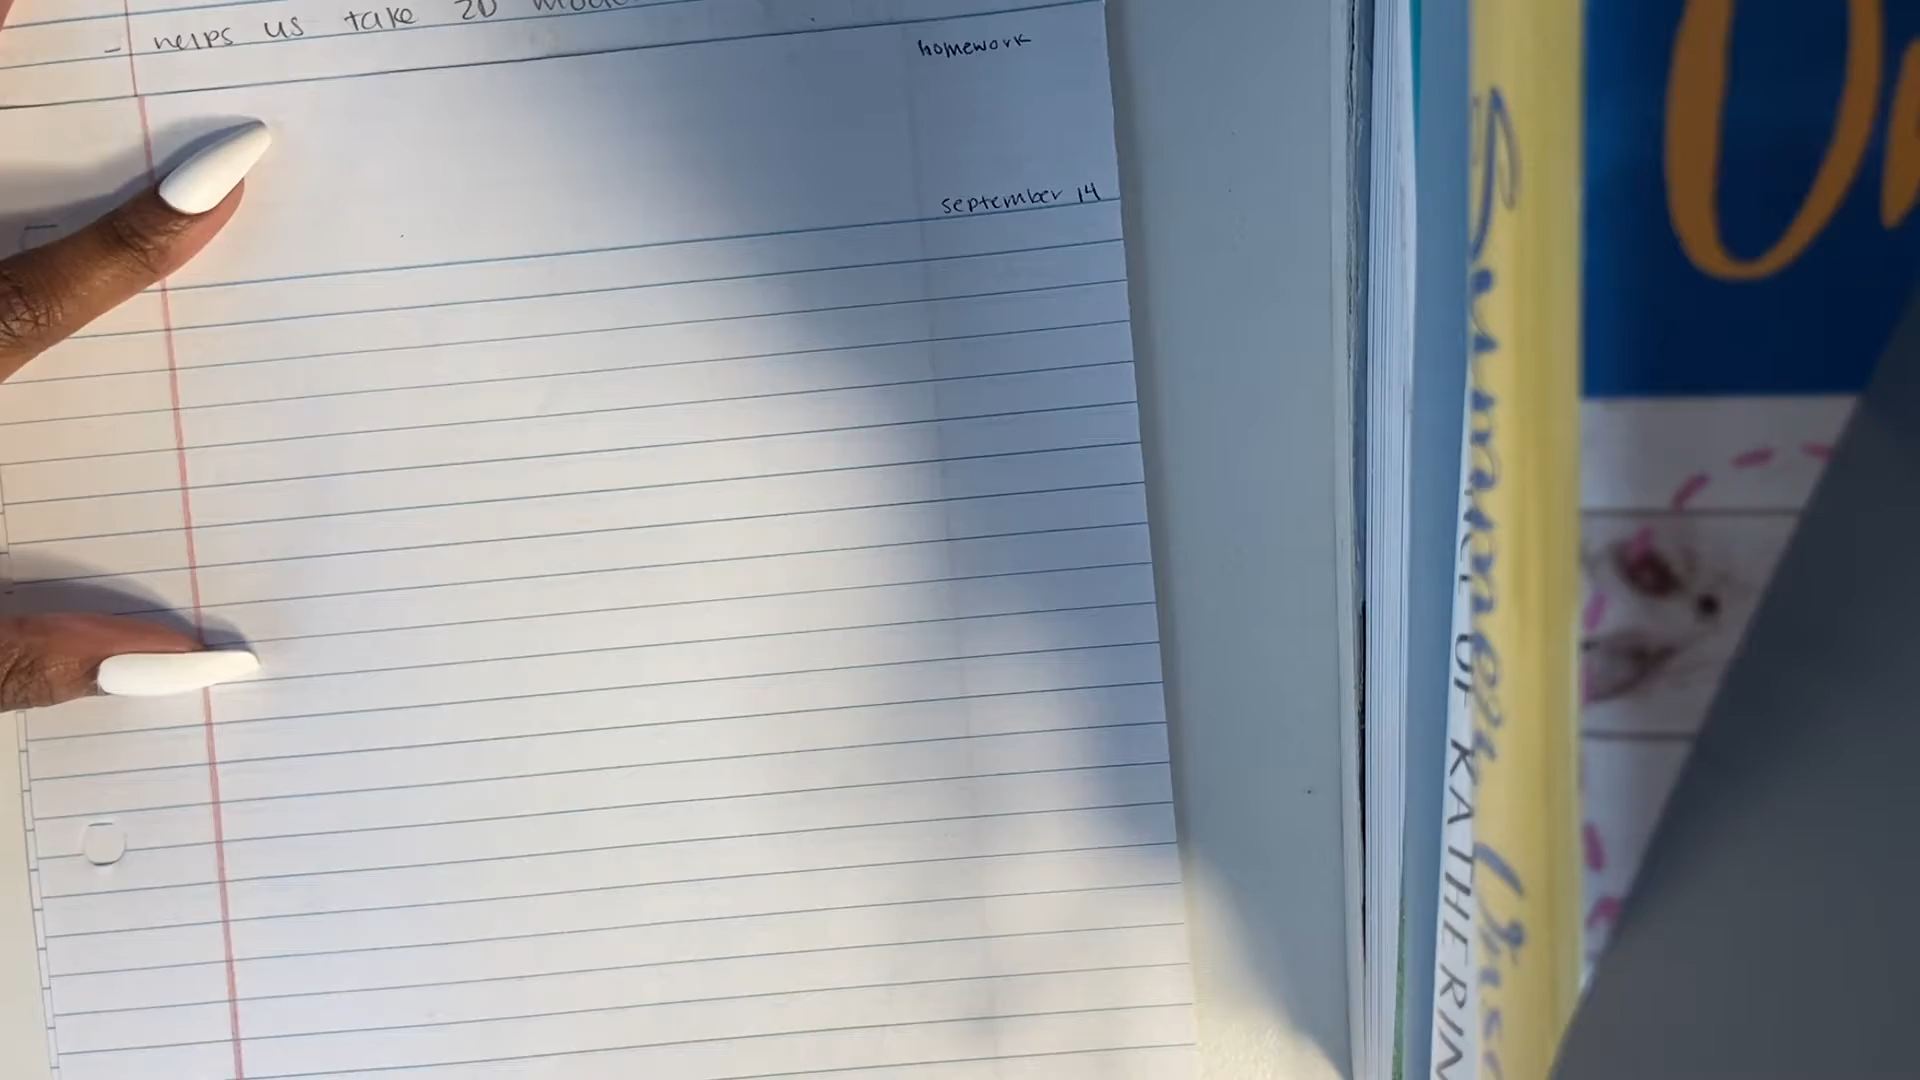 - helps us take 2D
homework
september 14
Summer
OF KATHERIN